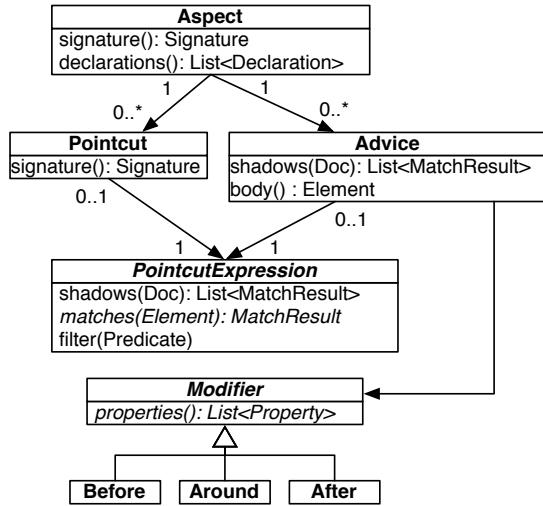 Aspect
signature(): Signature
declarations(): List<Declaration>
1
1
0..*
0..*
Pointcut
signature(): Signature
Advice
shadows(Doc): List<MatchResult>
body() : Element
0..1
0..1
1
1
PointcutExpression
shadows(Doc): List<MatchResult>
matches(Element): MatchResult
filter(Predicate)
Modifier
properties(): List<Property>
Before
Around
After